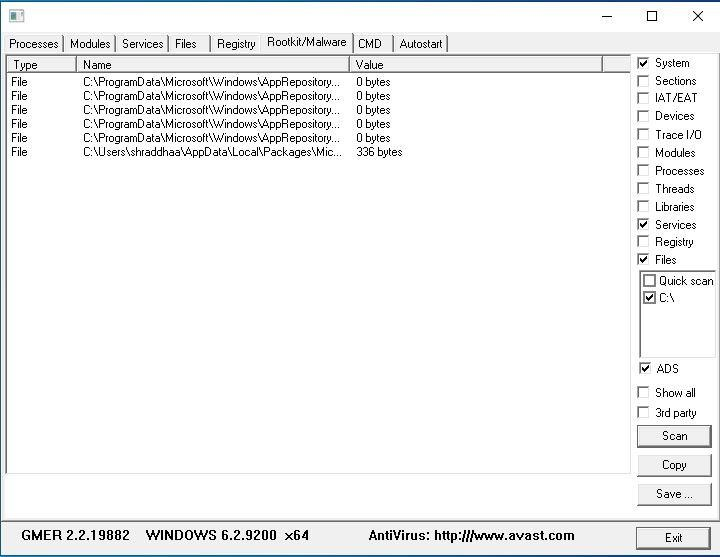 Processes Modules Services Files Registry Rootkit/Malware CMD Autostart
Type Name Value
File C:\ProgramData\Microsoft\Windows\AppRepository... 0 bytes
File C:\ProgramData\Microsoft\Windows\AppRepository... 0 bytes
File C:\ProgramData\Microsoft\Windows\AppRepository... 0 bytes
File C:\ProgramData\Microsoft\Windows\AppRepository... 0 bytes
File C:\ProgramData\Microsoft\Windows\AppRepository... 0 bytes
File C:\Users\shraddhaa\AppData\Local\Packages\Mic... 336 bytes
System
Sections
IAT/EAT
Devices
Trace I/O
Modules
Processes
Threads
Libraries
Services
Registry
Files
Quick scan
C:\
ADS
Show all
3rd party
Scan
Copy
Save ...
GMER 2.2.19882 WINDOWS 6.2.9200 x64 AntiVirus: http:///www.avast.com Exit